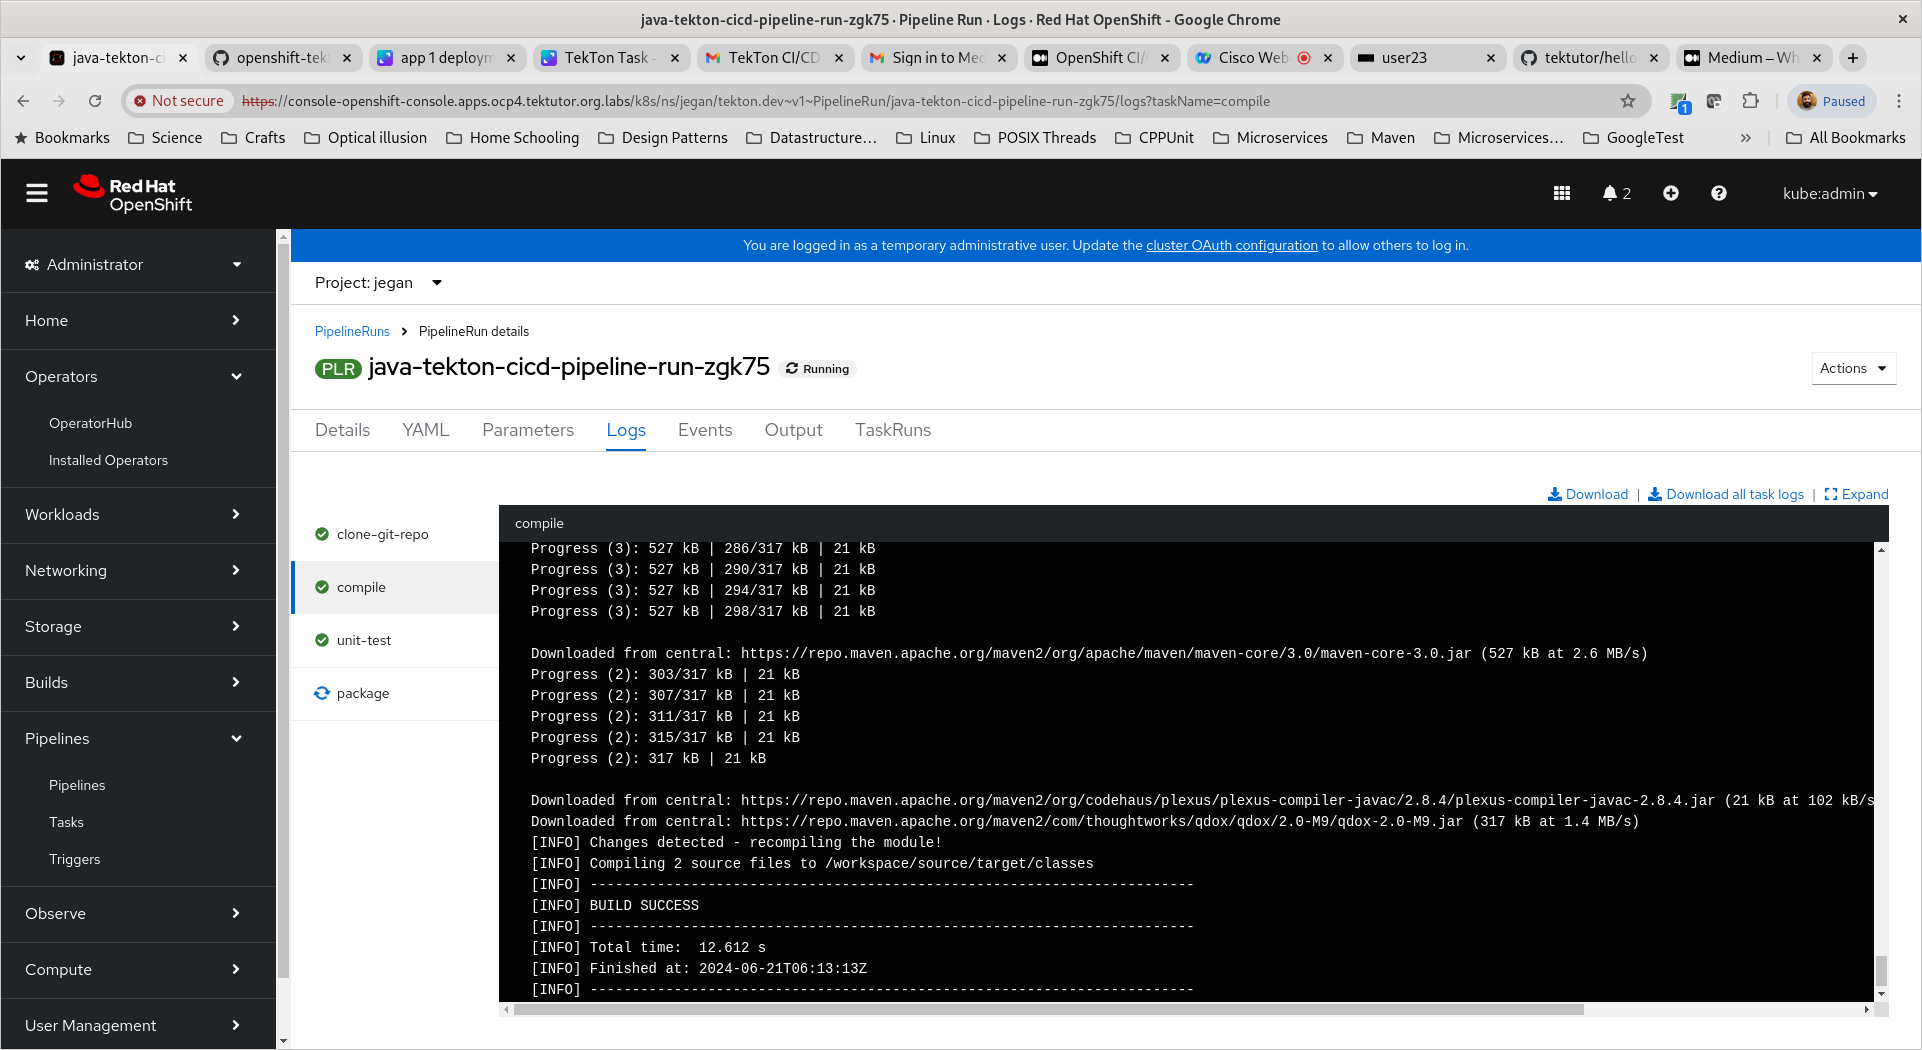 java-tekton-cicd-pipeline-run-zgk75 · Pipeline Run · Logs · Red Hat OpenShift - Google Chrome
java-tekton-ci
openshift-tekt
app 1 deploym
TekTon Task -
TekTon CI/CD
Sign in to Med
OpenShift CI/
Cisco Web
user23
tektutor/hello
Medium – Wh
Not secure
https://console-openshift-console.apps.ocp4.tektutor.org.labs/k8s/ns/jegan/tekton.dev~v1~PipelineRun/java-tekton-cicd-pipeline-run-zgk75/logs?taskName=compile
1
Paused
Bookmarks
Science
Crafts
Optical illusion
Home Schooling
Design Patterns
Datastructure...
Linux
POSIX Threads
CPPUnit
Microservices
Maven
Microservices...
GoogleTest
»
All Bookmarks
Red Hat
OpenShift
2
kube:admin
You are logged in as a temporary administrative user. Update the cluster OAuth configuration to allow others to log in.
Administrator
Home
Operators
OperatorHub
Installed Operators
Workloads
Networking
Storage
Builds
Pipelines
Pipelines
Tasks
Triggers
Observe
Compute
User Management
Project: jegan
PipelineRuns > PipelineRun details
PLR java-tekton-cicd-pipeline-run-zgk75 Running
Actions
Details
YAML
Parameters
Logs
Events
Output
TaskRuns
Download | Download all task logs | Expand
clone-git-repo
compile
unit-test
package
compile
Progress (3): 527 kB | 286/317 kB | 21 kB
Progress (3): 527 kB | 290/317 kB | 21 kB
Progress (3): 527 kB | 294/317 kB | 21 kB
Progress (3): 527 kB | 298/317 kB | 21 kB
Downloaded from central: https://repo.maven.apache.org/maven2/org/apache/maven/maven-core/3.0/maven-core-3.0.jar (527 kB at 2.6 MB/s)
Progress (2): 303/317 kB | 21 kB
Progress (2): 307/317 kB | 21 kB
Progress (2): 311/317 kB | 21 kB
Progress (2): 315/317 kB | 21 kB
Progress (2): 317 kB | 21 kB
Downloaded from central: https://repo.maven.apache.org/maven2/org/codehaus/plexus/plexus-compiler-javac/2.8.4/plexus-compiler-javac-2.8.4.jar (21 kB at 102 kB/s
Downloaded from central: https://repo.maven.apache.org/maven2/com/thoughtworks/qdox/qdox/2.0-M9/qdox-2.0-M9.jar (317 kB at 1.4 MB/s)
[INFO] Changes detected - recompiling the module!
[INFO] Compiling 2 source files to /workspace/source/target/classes
[INFO] ------------------------------------------------------------------------
[INFO] BUILD SUCCESS
[INFO] ------------------------------------------------------------------------
[INFO] Total time:  12.612 s
[INFO] Finished at: 2024-06-21T06:13:13Z
[INFO] ------------------------------------------------------------------------